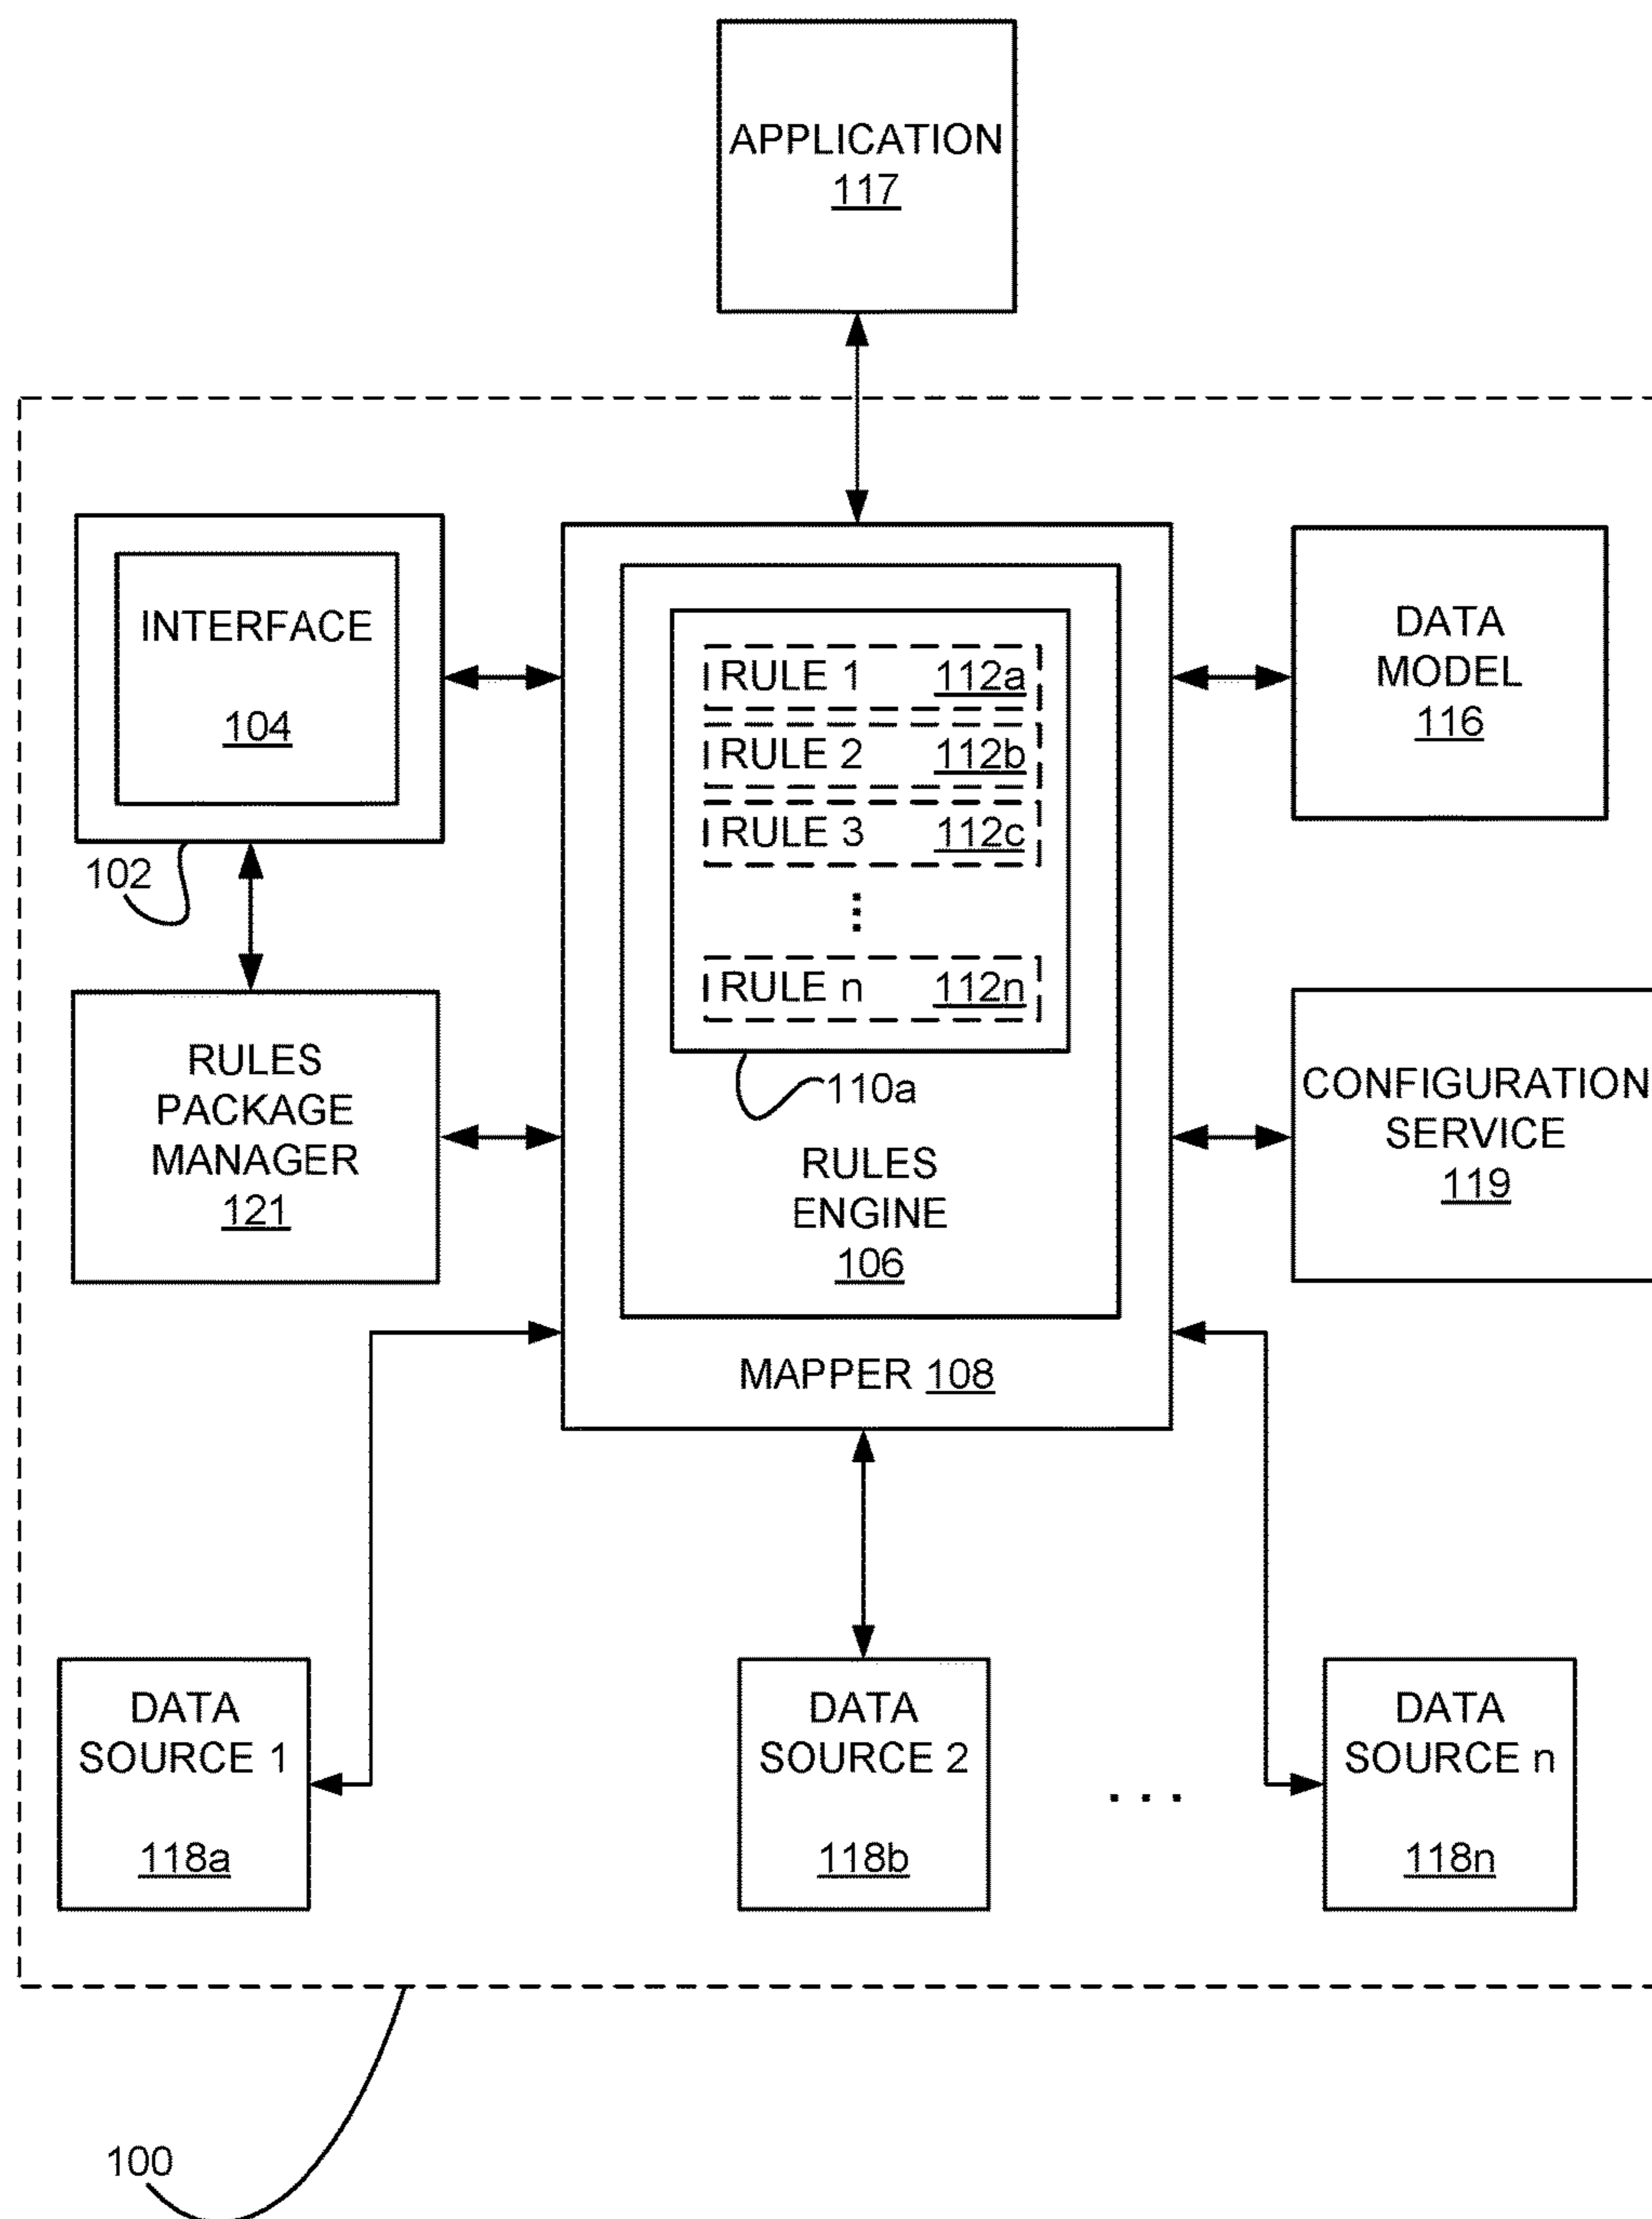 APPLICATION
117
INTERFACE
104
102
RULE 1 112a
RULE 2 112b
RULE 3 112c
⋮
RULE n 112n
110a
RULES
ENGINE
106
MAPPER 108
DATA
MODEL
116
RULES
PACKAGE
MANAGER
121
CONFIGURATION
SERVICE
119
DATA
SOURCE 1
118a
DATA
SOURCE 2
118b
. . .
DATA
SOURCE n
118n
100